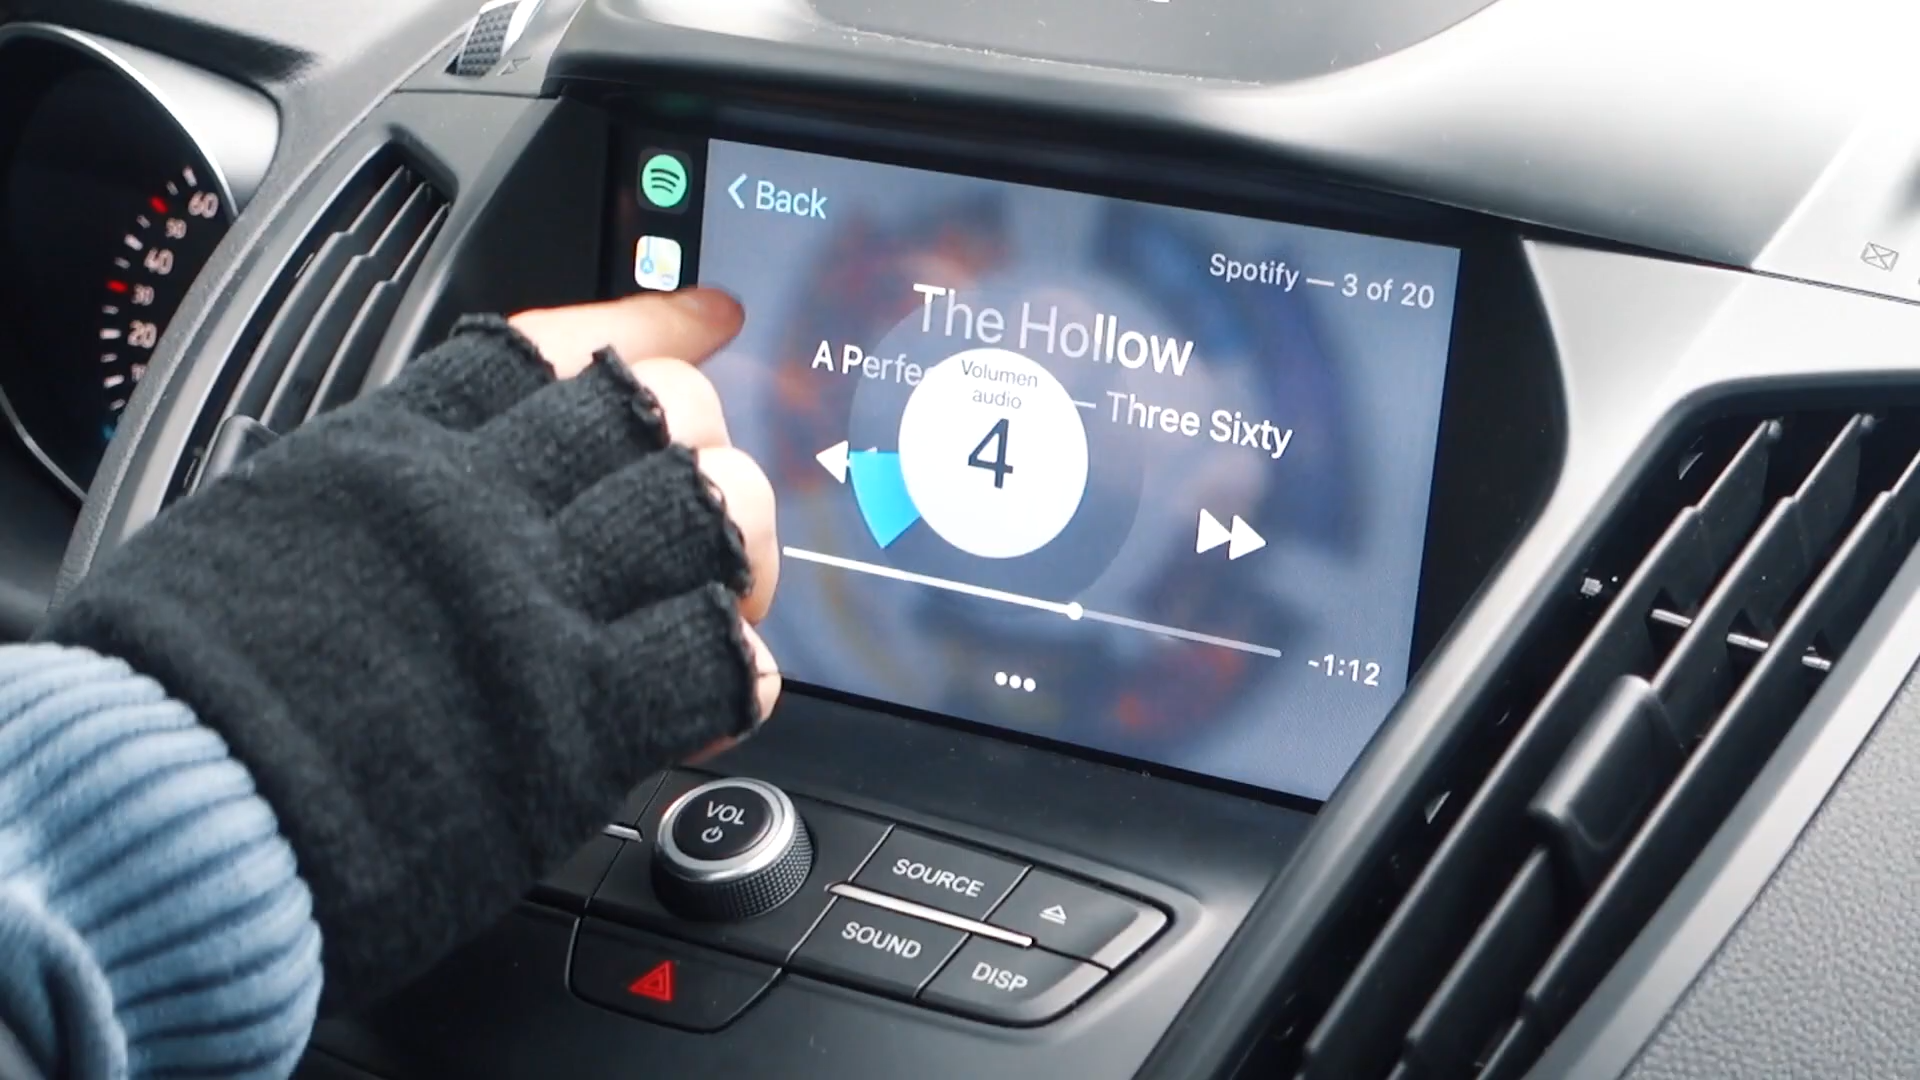 60
50
40
30
20
Back
Spotify — 3 of 20
The Hollow
A Perfe
— Three Sixty
Volumen
audio
4
-1:12
VOL
SOURCE
SOUND
DISP